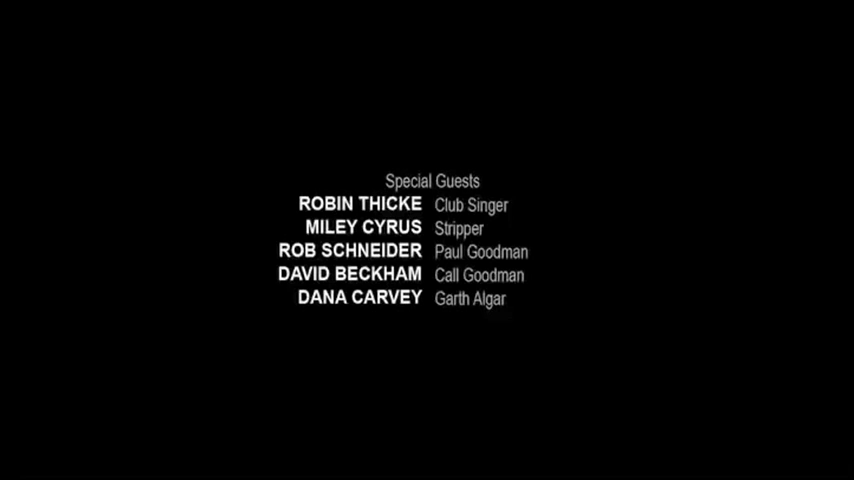 Special Guests
ROBIN THICKE Club Singer
MILEY CYRUS Stripper
ROB SCHNEIDER Paul Goodman
DAVID BECKHAM Call Goodman
DANA CARVEY Garth Algar